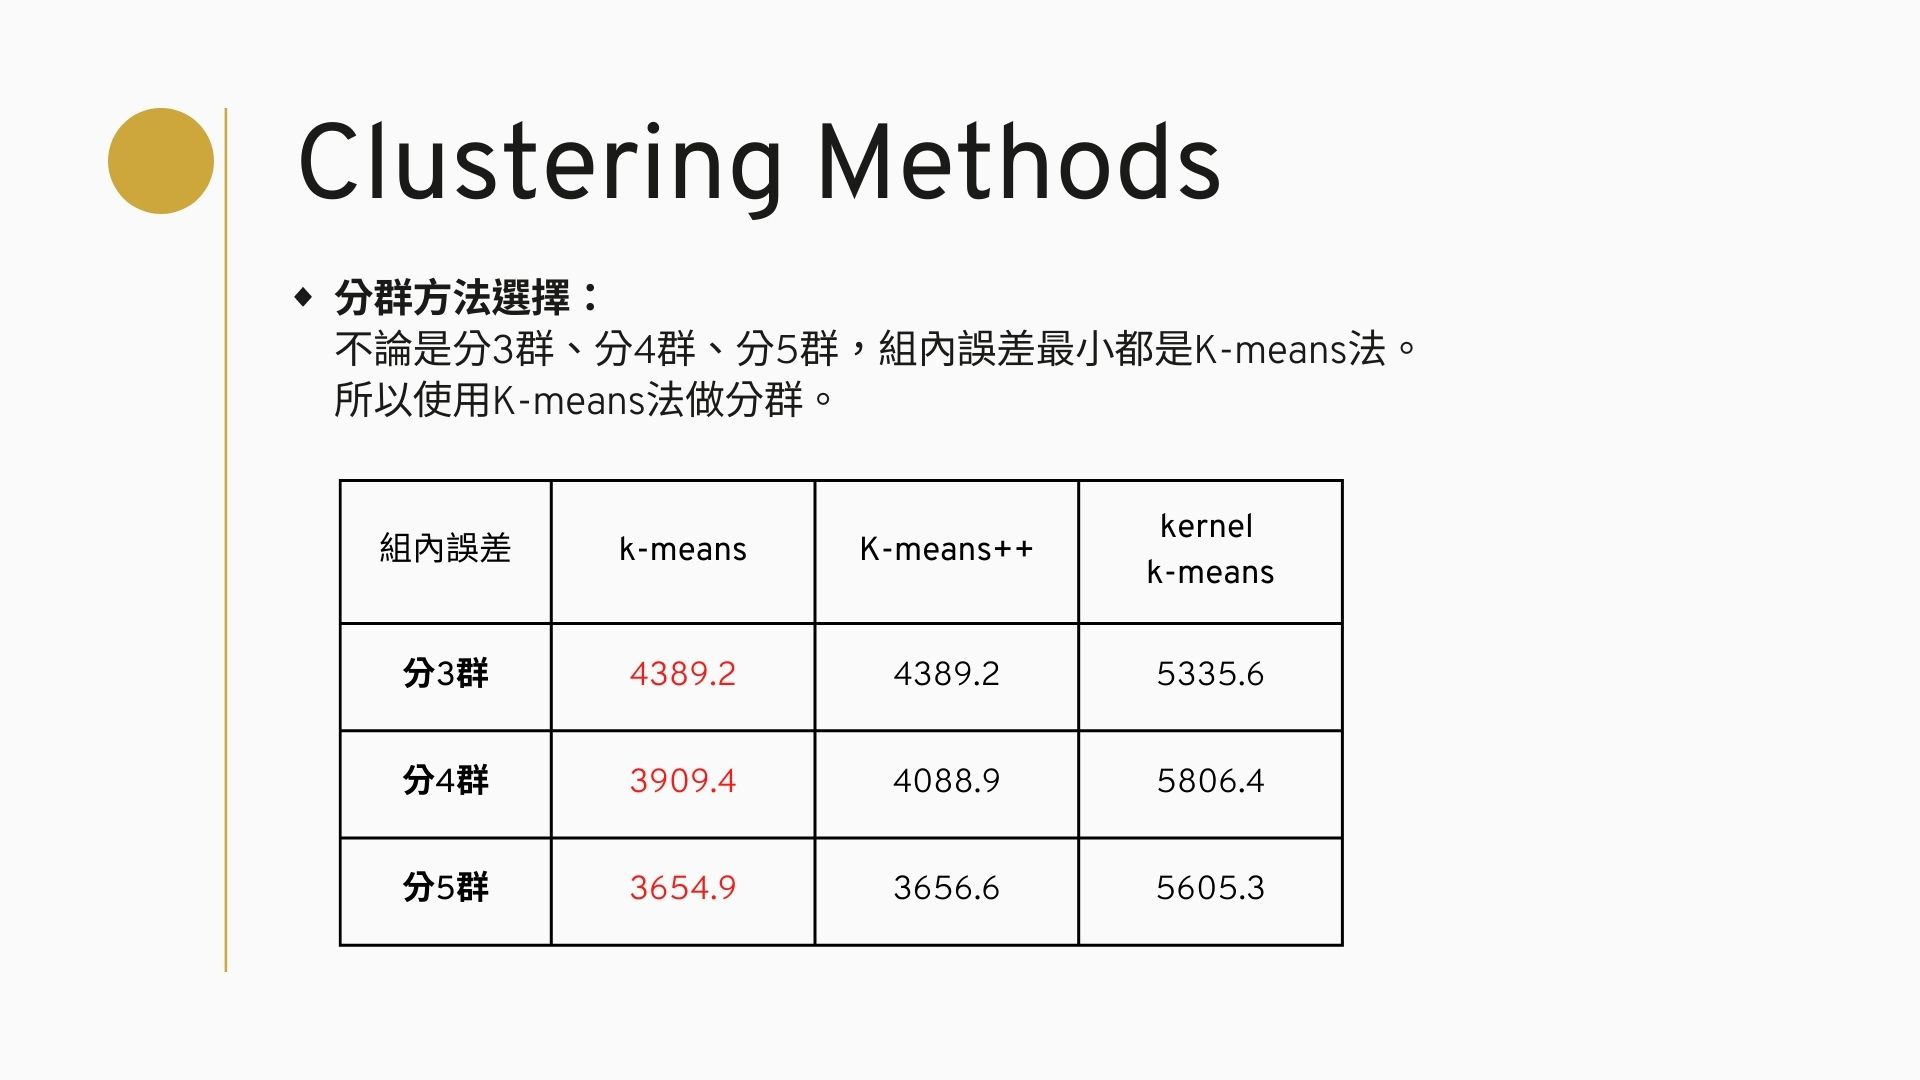 Clustering Methods
◆ 分群方法選擇：
不論是分3群、分4群、分5群，組內誤差最小都是K-means法。
所以使用K-means法做分群。
組內誤差 k-means K-means++ kernel k-means
分3群 4389.2 4389.2 5335.6
分4群 3909.4 4088.9 5806.4
分5群 3654.9 3656.6 5605.3